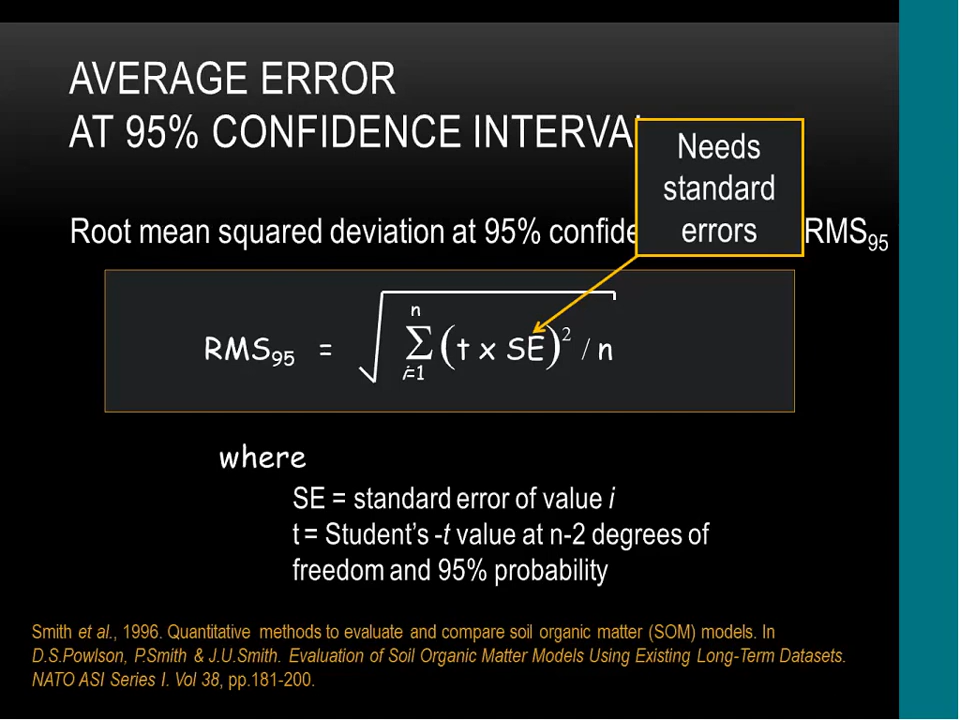 AVERAGE ERROR
AT 95% CONFIDENCE
Needs
standard
errors
Root mean squared deviation at 95% RMS95
n
RMS95 = √ Σ (t x SE)² / n
i=1
where
SE = standard error of value i
t = Student’s -t value at n-2 degrees of
freedom and 95% probability
Smith et al., 1996. Quantitative methods to evaluate and compare soil organic matter (SOM) models. In
D.S.Powlson, P.Smith & J.U.Smith. Evaluation of Soil Organic Matter Models Using Existing Long-Term Datasets.
NATO ASI Series I. Vol 38, pp.181-200.